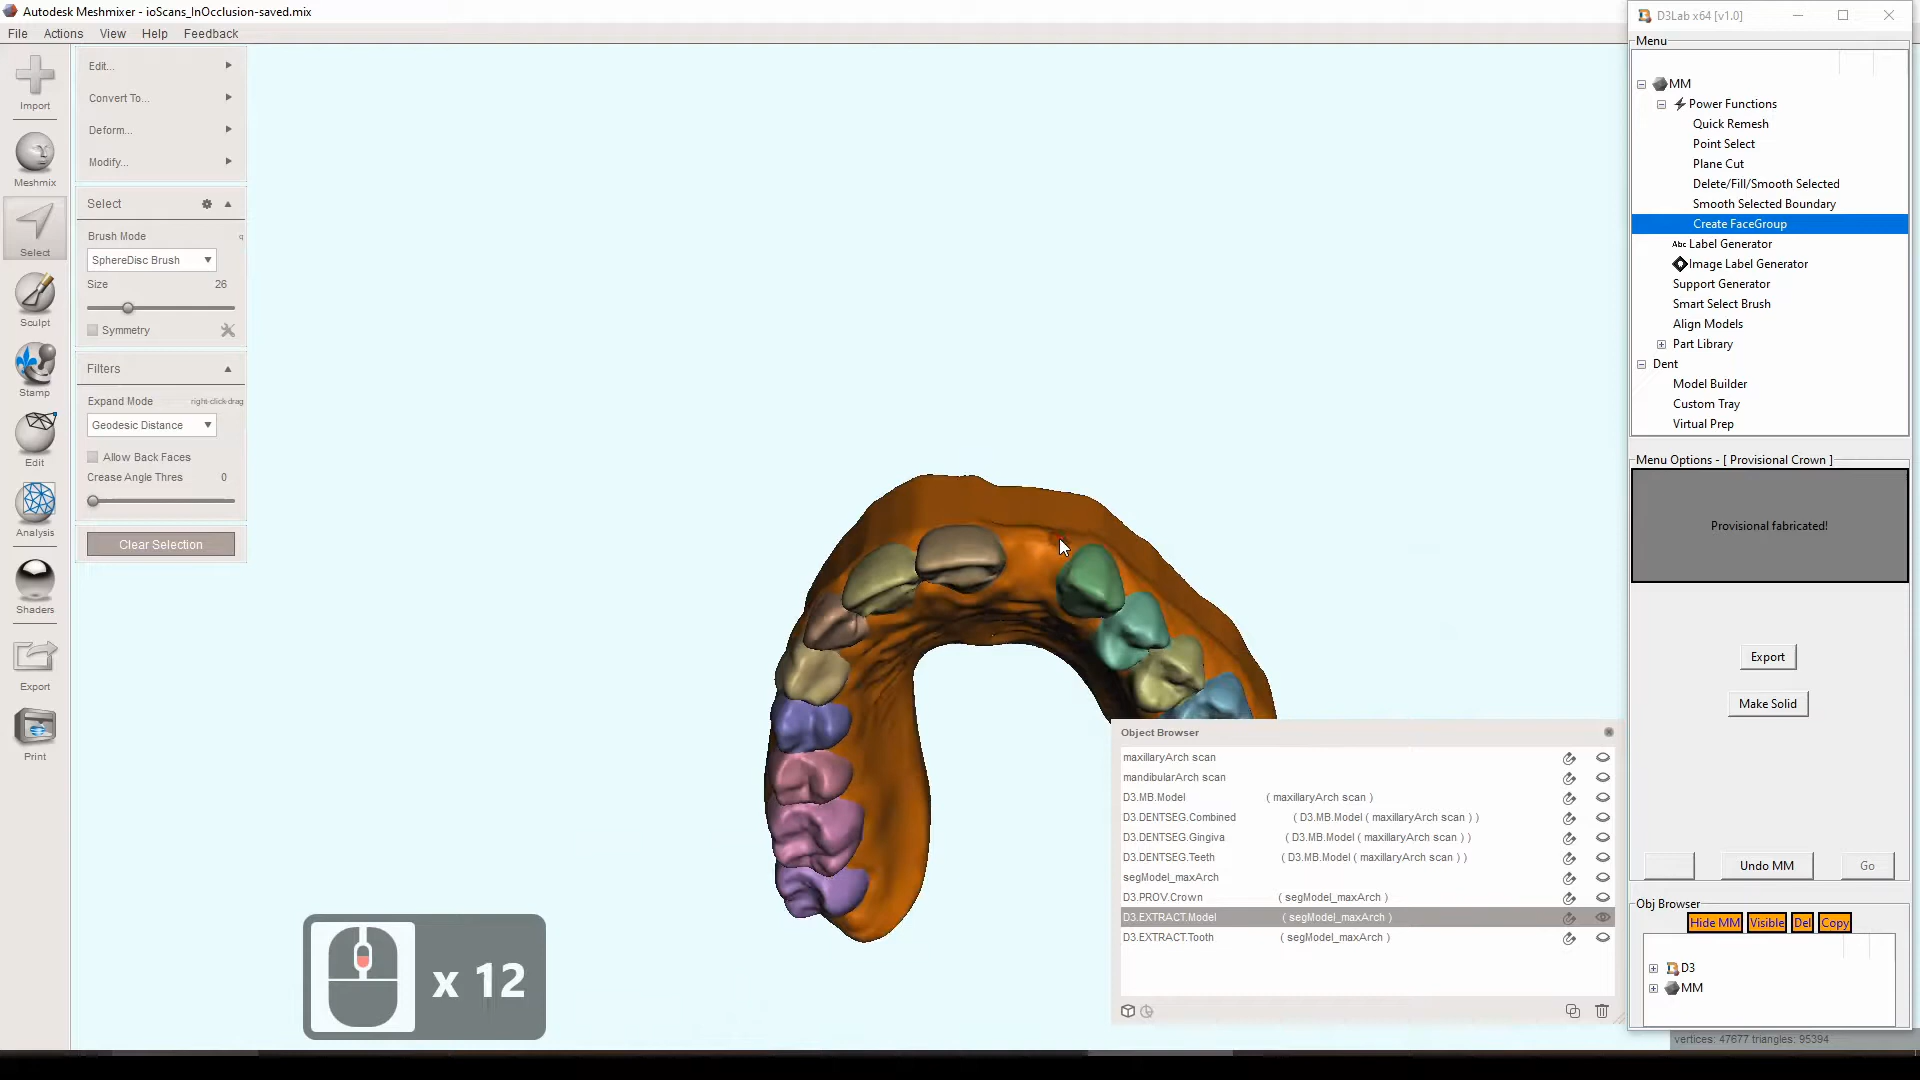 Autodesk Meshmixer - ioScans_InOcclusion-saved.mix
File Actions View Help Feedback
Import
Meshmix
Select
Sculpt
Stamp
Edit
Analysis
Shaders
Export
Print
Edit...
Convert To...
Deform...
Modify...
Select
Brush Mode q
SphereDisc Brush
Size 26
Symmetry
Filters
Expand Mode right-click-drag
Geodesic Distance
Allow Back Faces
Crease Angle Thres 0
Clear Selection
x 12
Object Browser
maxillaryArch scan
mandibularArch scan
D3.MB.Model ( maxillaryArch scan )
D3.DENTSEG.Combined ( D3.MB.Model ( maxillaryArch scan ) )
D3.DENTSEG.Gingiva ( D3.MB.Model ( maxillaryArch scan ) )
D3.DENTSEG.Teeth ( D3.MB.Model ( maxillaryArch scan ) )
segModel_maxArch
D3.PROV.Crown ( segModel_maxArch )
D3.EXTRACT.Model ( segModel_maxArch )
D3.EXTRACT.Tooth ( segModel_maxArch )
D3Lab x64 [v1.0]
Menu
MM
Power Functions
Quick Remesh
Point Select
Plane Cut
Delete/Fill/Smooth Selected
Smooth Selected Boundary
Create FaceGroup
Abc Label Generator
Image Label Generator
Support Generator
Smart Select Brush
Align Models
Part Library
Dent
Model Builder
Custom Tray
Virtual Prep
Menu Options - [ Provisional Crown ]
Provisional fabricated!
Export
Make Solid
Undo MM Go
Obj Browser
Hide MM Visible Del Copy
D3
MM
vertices: 47677 triangles: 95394